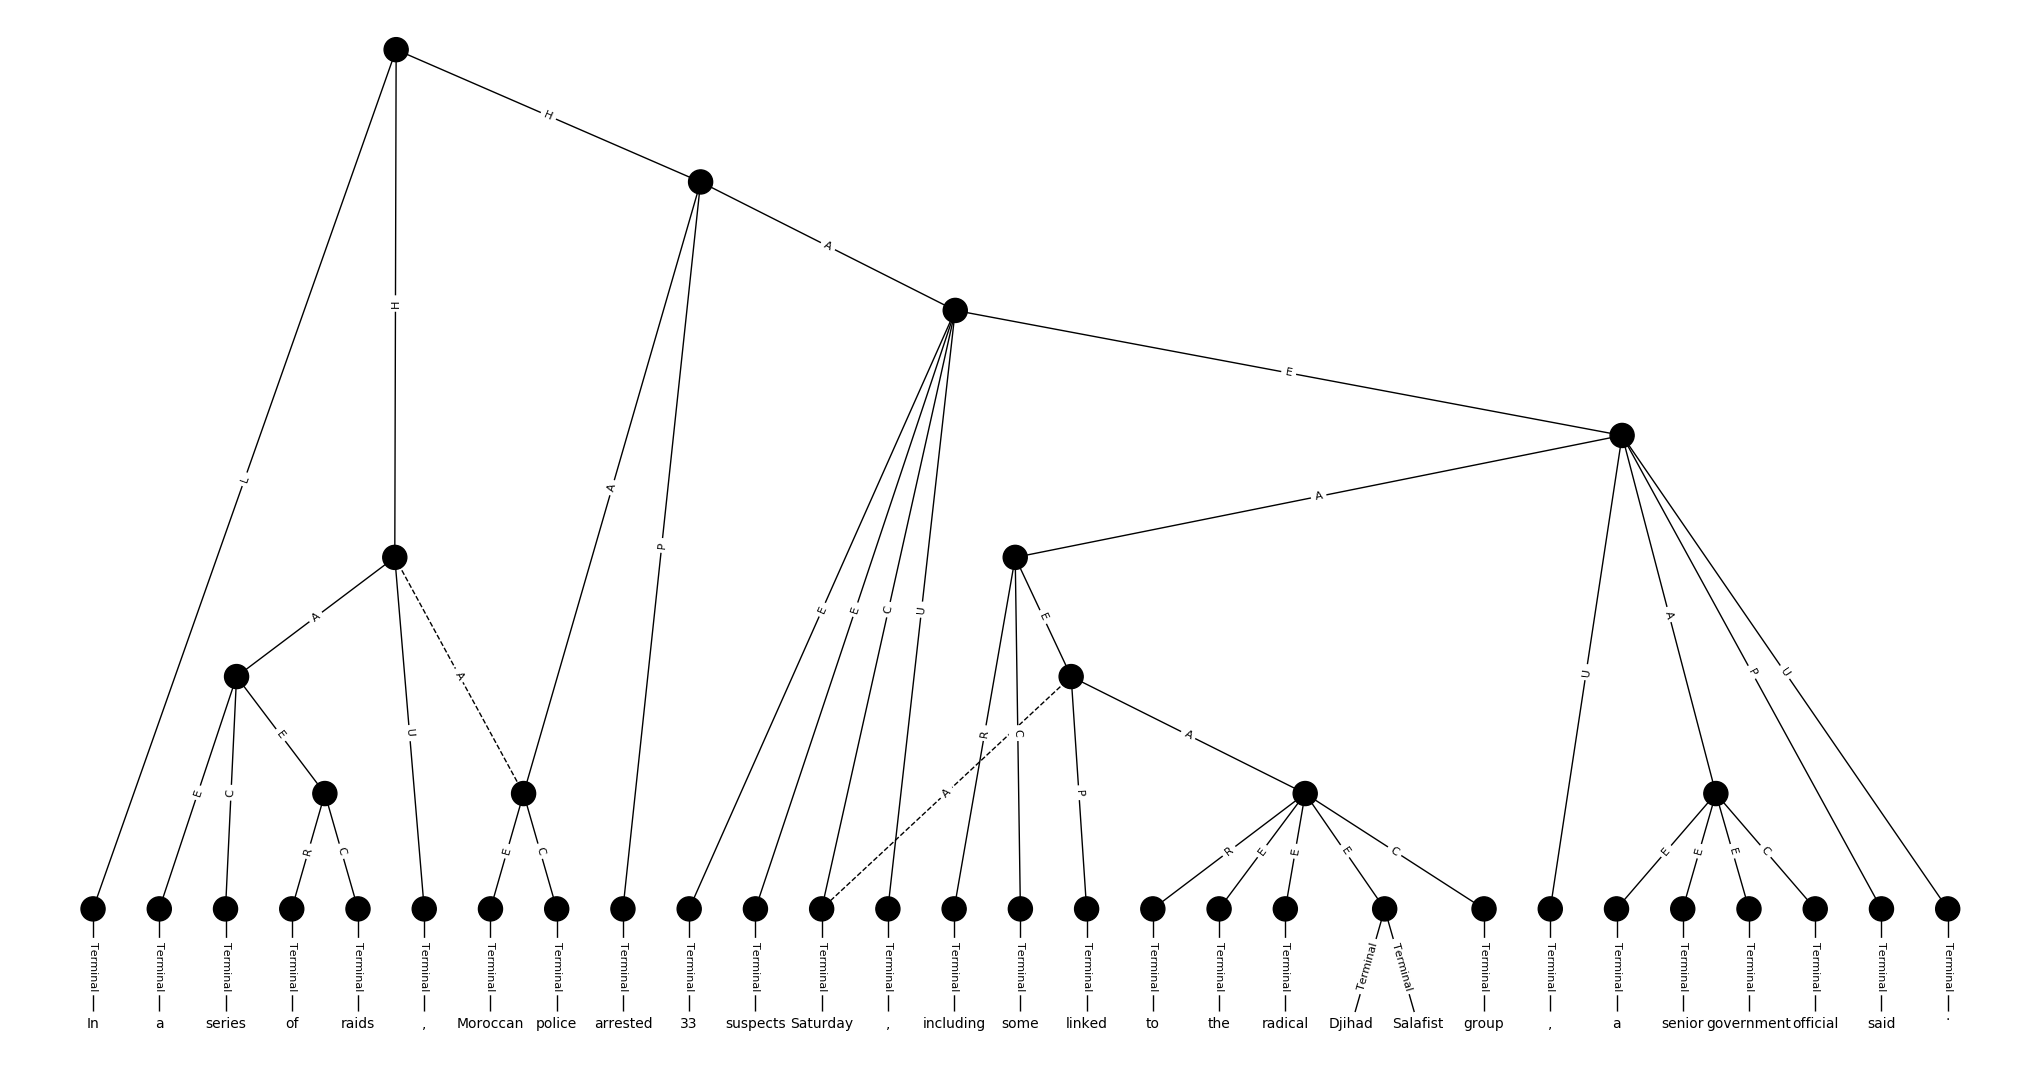 H
A
H
E
L
A
A
P
A
E
E
C
U
E
A
U
A
A
P
U
U
R
C
A
E
E
C
A
P
R
C
E
C
R
E
E
E
C
E
E
E
C
Terminal Terminal Terminal Terminal Terminal Terminal Terminal Terminal Terminal Terminal Terminal Terminal Terminal Terminal Terminal Terminal Terminal Terminal Terminal Terminal Terminal Terminal Terminal Terminal Terminal Terminal Terminal Terminal Terminal Terminal
In a series of raids , Moroccan police arrested 33 suspects Saturday , including some linked to the radical Djihad Salafist group , a senior government official said .